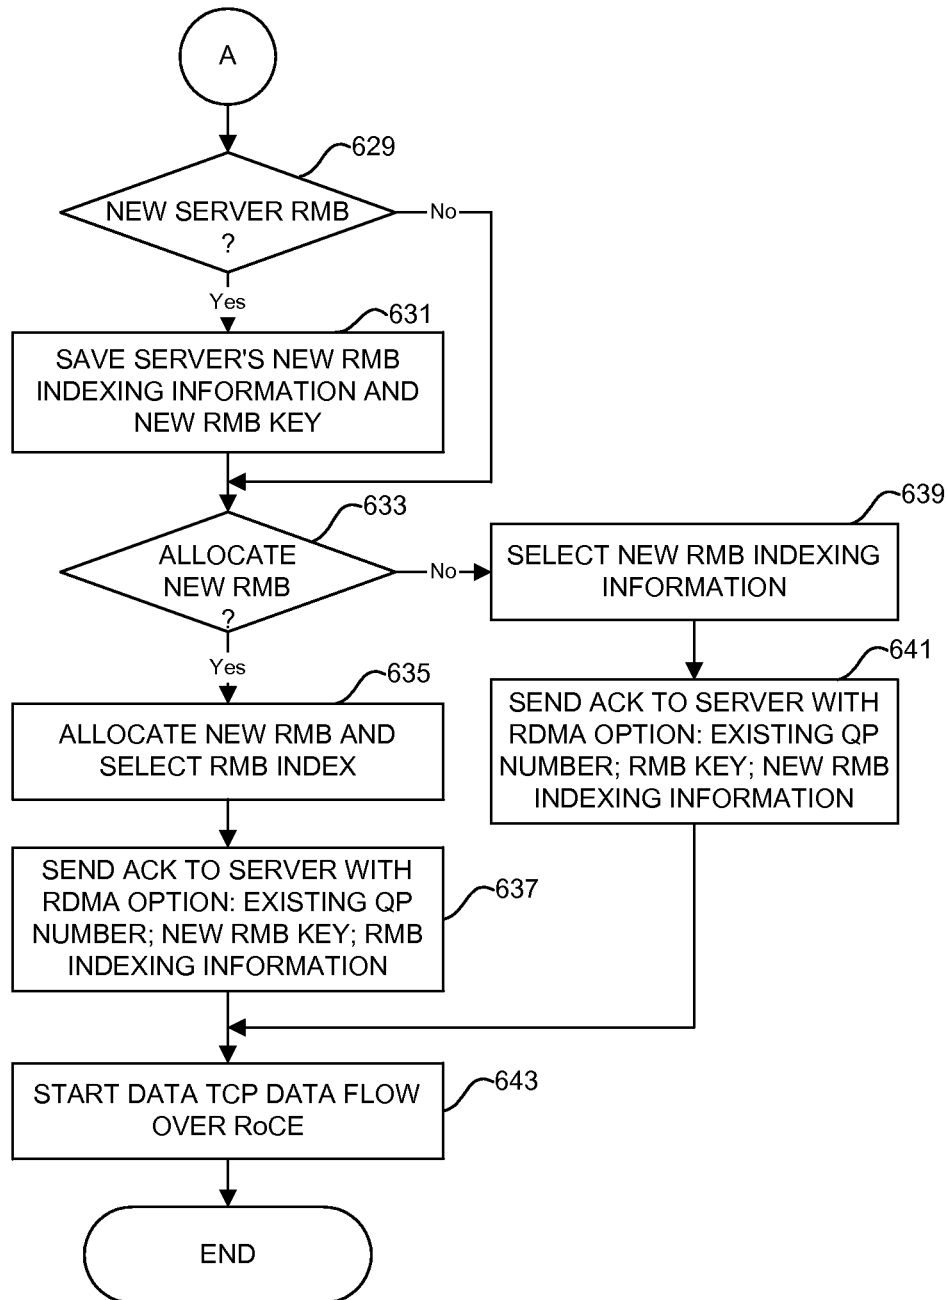 A
629
NEW SERVER RMB
?
No
Yes
631
SAVE SERVER'S NEW RMB
INDEXING INFORMATION AND
NEW RMB KEY
633
ALLOCATE
NEW RMB
?
No
639
SELECT NEW RMB INDEXING
INFORMATION
Yes
641
SEND ACK TO SERVER WITH
RDMA OPTION: EXISTING QP
NUMBER; RMB KEY; NEW RMB
INDEXING INFORMATION
635
ALLOCATE NEW RMB AND
SELECT RMB INDEX
SEND ACK TO SERVER WITH
RDMA OPTION: EXISTING QP
NUMBER; NEW RMB KEY; RMB
INDEXING INFORMATION
637
START DATA TCP DATA FLOW
OVER RoCE
643
END